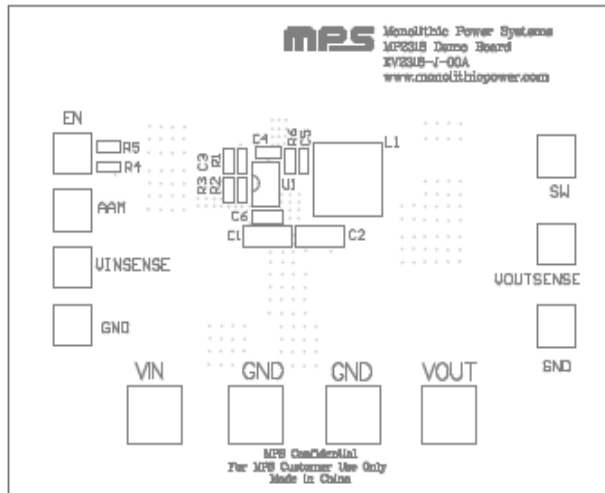 MPS
Monolithic Power Systems
MP2315 Demo Board
EV2315-J-00A
www.monolithicpower.com
EN
R5
R4
AAM
VINSENSE
GND
C4
R6
C5
L1
C3
R1
R3
R2
U1
C6
C1
C2
SW
VOUTSENSE
GND
VIN
GND
GND
VOUT
MPS Confidential
For MPS Customer Use Only
Made in China